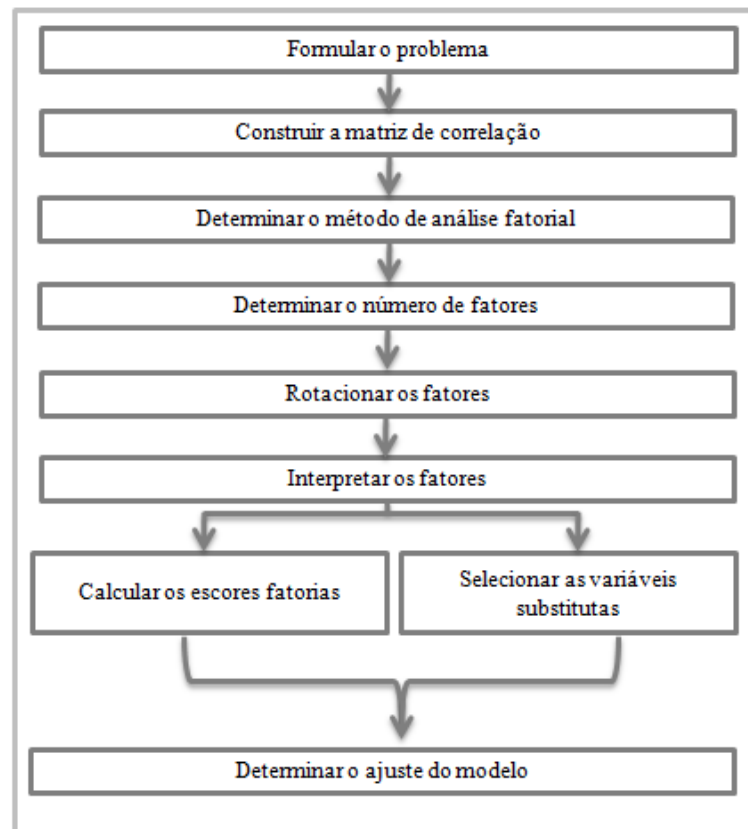 Formular o problema
Construir a matriz de correlação
Determinar o método de análise fatorial
Determinar o número de fatores
Rotacionar os fatores
Interpretar os fatores
Calcular os escores fatorias
Selecionar as variáveis
substitutas
Determinar o ajuste do modelo